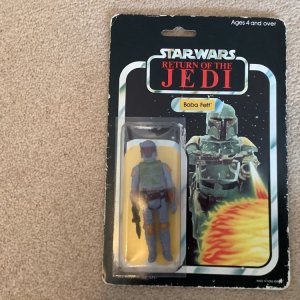 Ages 4 and over
STAR WARS
RETURN OF THE
JEDI
Boba Fett